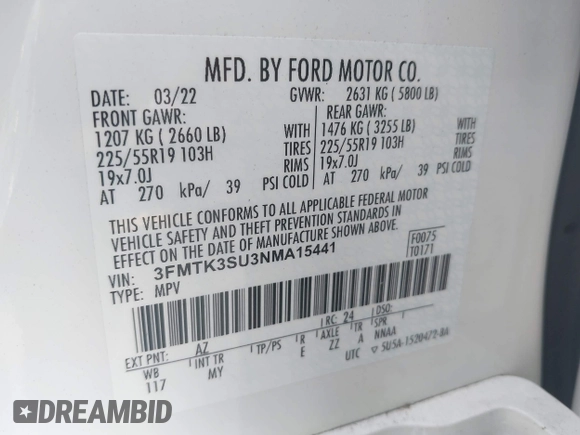 MFD. BY FORD MOTOR CO.
DATE: 03/22 GVWR: 2631 KG ( 5800 LB)
FRONT GAWR: REAR GAWR:
1207 KG ( 2660 LB) WITH 1476 KG ( 3255 LB) WITH
225/55R19 103H TIRES 225/55R19 103H TIRES
19x7.0J RIMS 19x7.0J RIMS
AT 270 kPa/ 39 PSI COLD AT 270 kPa/ 39 PSI COLD
THIS VEHICLE CONFORMS TO ALL APPLICABLE FEDERAL MOTOR
VEHICLE SAFETY AND THEFT PREVENTION STANDARDS IN
EFFECT ON THE DATE OF MANUFACTURE SHOWN ABOVE.
VIN: 3FMTK3SU3NMA15441 F0075
TYPE: MPV T0171
RC: 24 DSO:
EXT PNT: AZ TP/PS R AXLE TR SPR
WB INT TR E ZZ A NNAA
117 MY UTC ▽ 5U5A-1520472-BA
DREAMBID